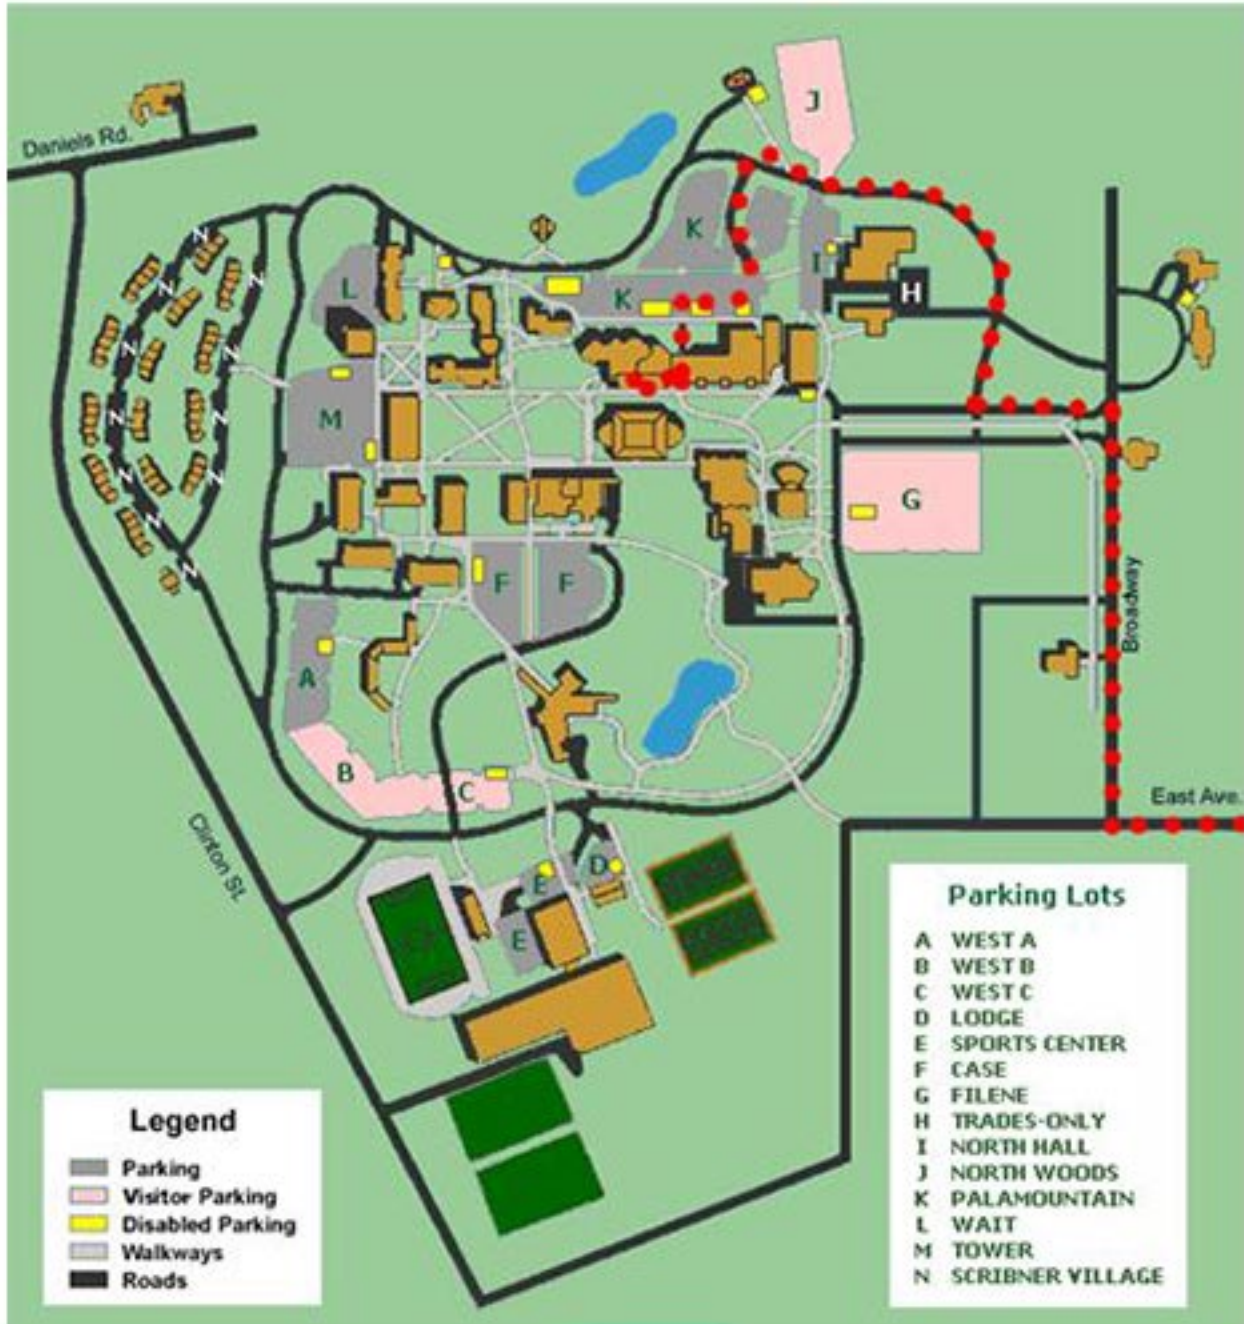 J
Daniels Rd.
N
K
I
L
N
N
K
H
N
N
M
N
N
G
N
N
N
N
F
F
Broadway
A
B
C
East Ave.
Clinton St.
D
E
E
Parking Lots
A WEST A
B WEST B
C WEST C
D LODGE
E SPORTS CENTER
F CASE
G FILENE
H TRADES-ONLY
I NORTH HALL
J NORTH WOODS
K PALAMOUNTAIN
L WAIT
M TOWER
N SCRIBNER VILLAGE
Legend
Parking
Visitor Parking
Disabled Parking
Walkways
Roads